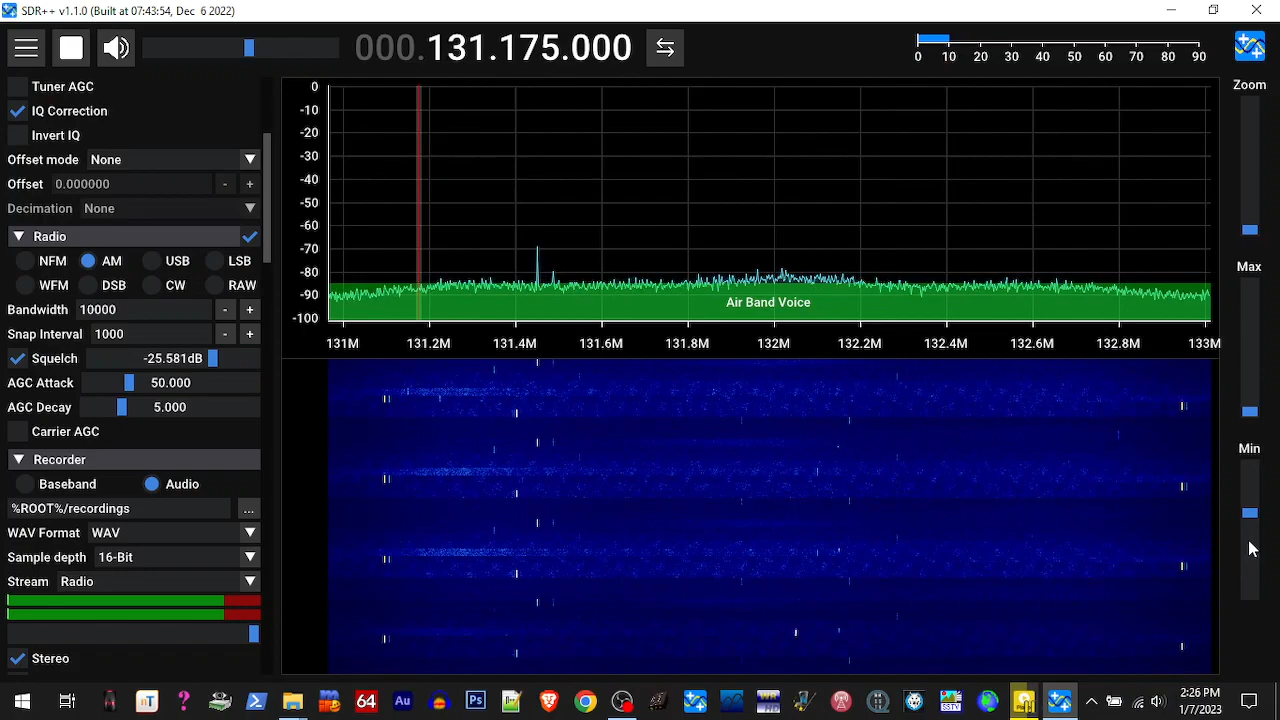 SDR++ v1.1.0 (Built at 07:43:54, Dec 6 2022)
000.131.175.000
0 10 20 30 40 50 60 70 80 90
Tuner AGC
IQ Correction
Invert IQ
Offset mode None
Offset 0.000000 - +
Decimation None
Radio
NFM AM USB LSB
WFM DSB CW RAW
Bandwidth 10000 - +
Snap Interval 1000 - +
Squelch -25.581dB
AGC Attack 50.000
AGC Decay 5.000
Carrier AGC
Recorder
Baseband Audio
%ROOT%/recordings ...
WAV Format WAV
Sample depth 16-Bit
Stream Radio
Stereo
0
-10
-20
-30
-40
-50
-60
-70
-80
-90
-100
Air Band Voice
131M 131.2M 131.4M 131.6M 131.8M 132M 132.2M 132.4M 132.6M 132.8M 133M
Zoom
Max
Min
nT
64
Au
Ps
SSTV
2:26 PM
1/7/2023